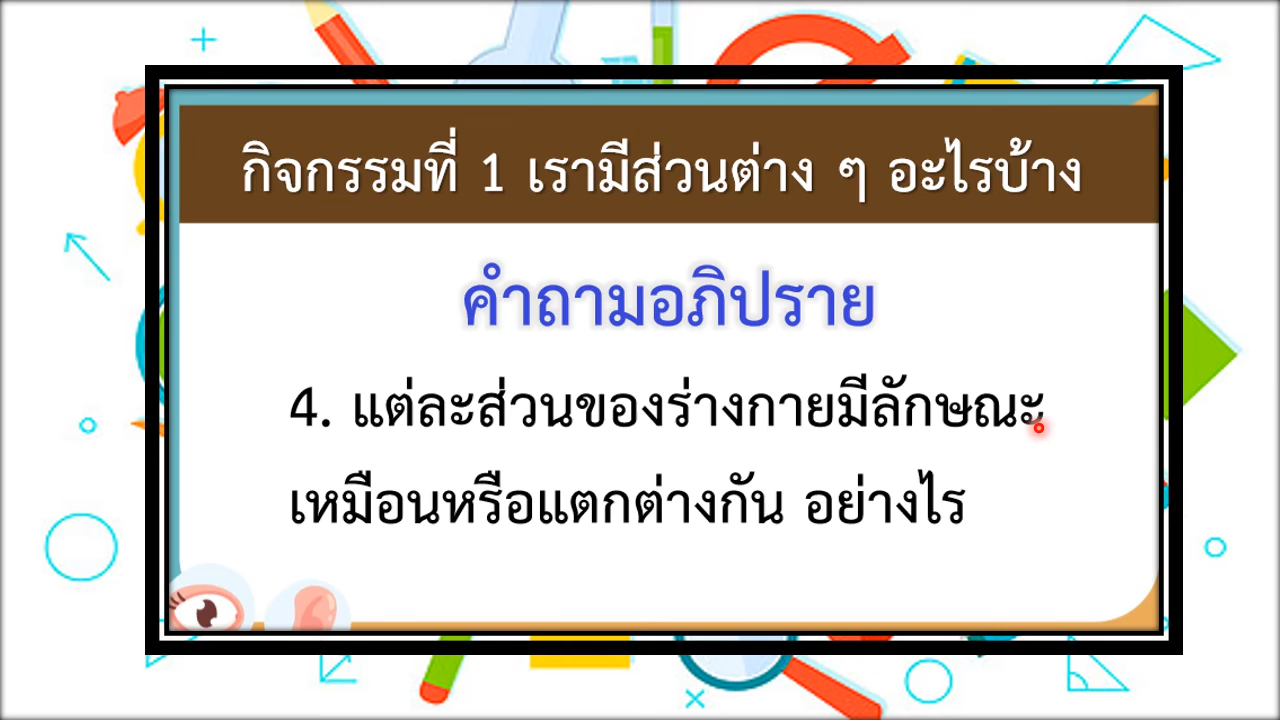 กิจกรรมที่ 1 เรามีส่วนต่าง ๆ อะไรบ้าง
คำถามอภิปราย
4. แต่ละส่วนของร่างกายมีลักษณะ
เหมือนหรือแตกต่างกัน อย่างไร